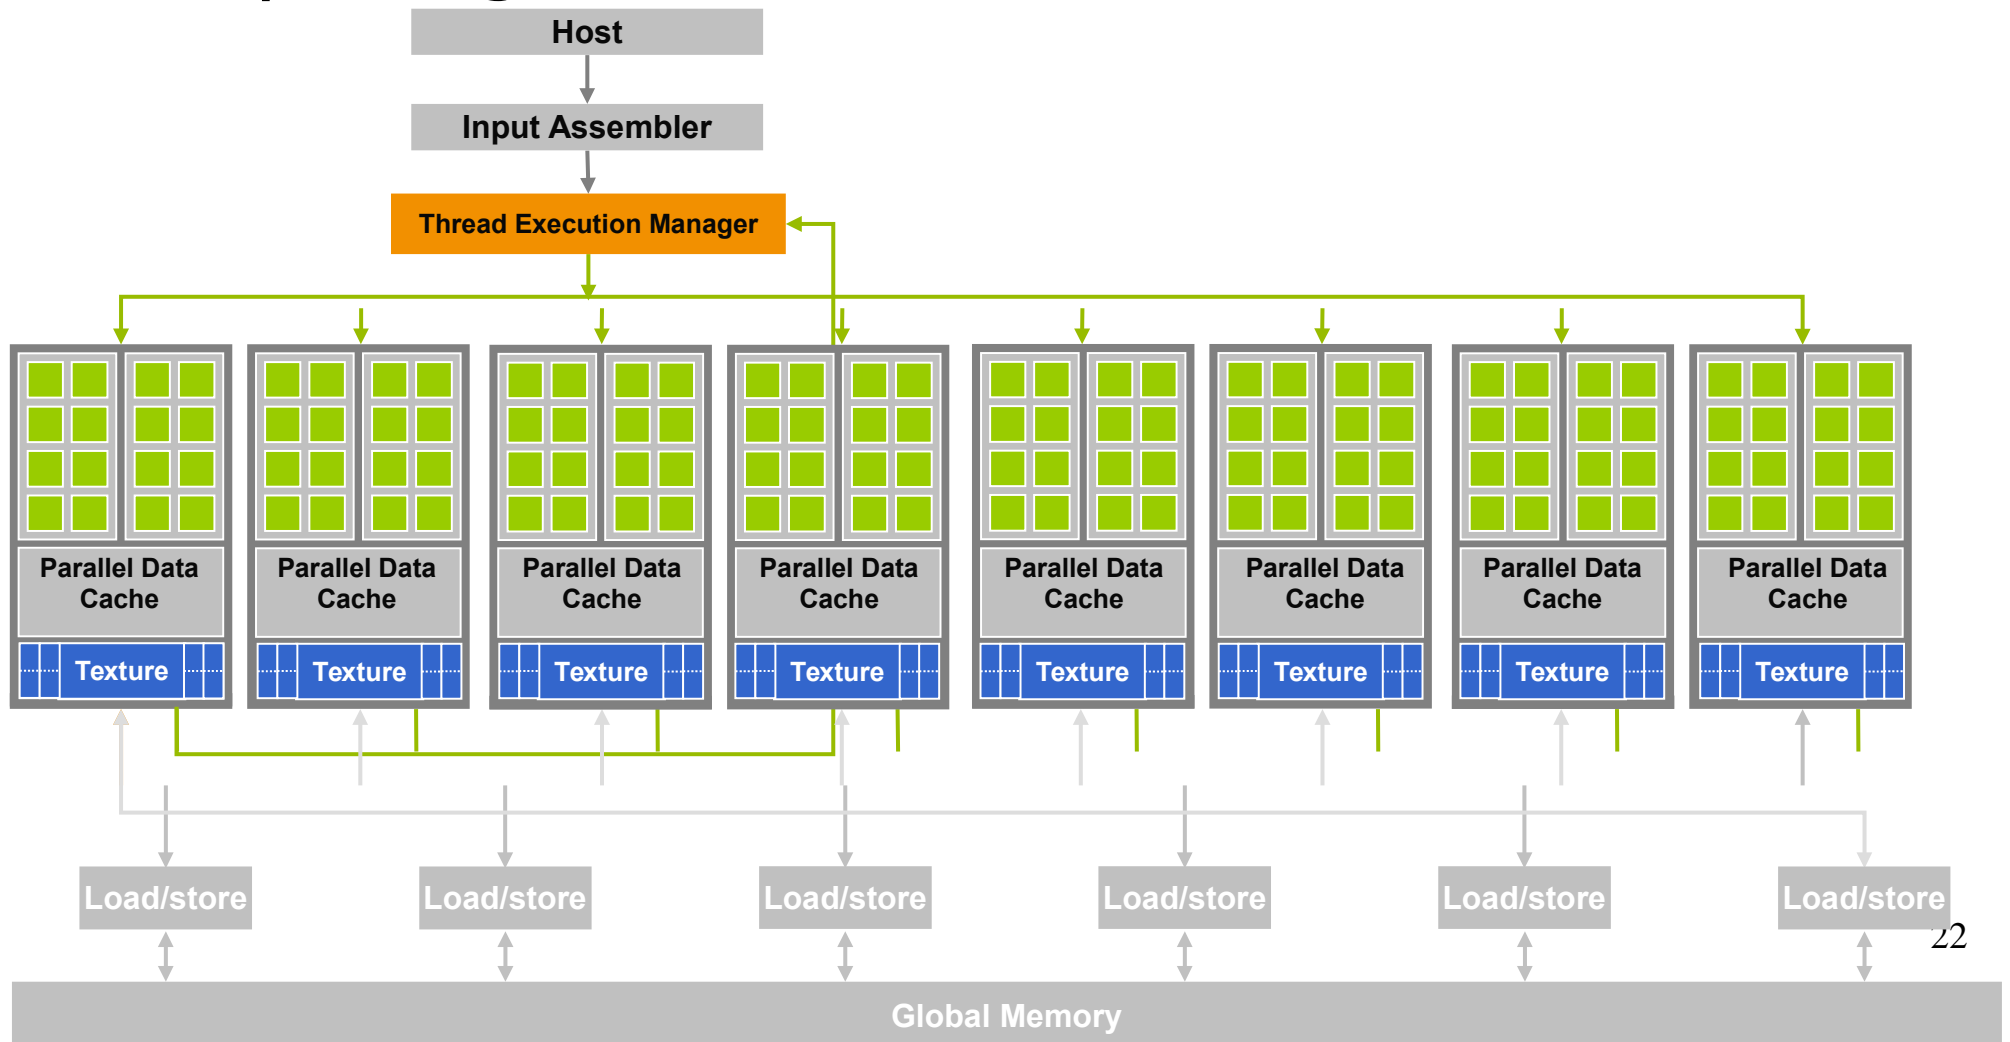 Host
Input Assembler
Thread Execution Manager
Parallel Data
Cache
Parallel Data
Cache
Parallel Data
Cache
Parallel Data
Cache
Parallel Data
Cache
Parallel Data
Cache
Parallel Data
Cache
Parallel Data
Cache
Texture
Texture
Texture
Texture
Texture
Texture
Texture
Texture
Load/store
Load/store
Load/store
Load/store
Load/store
Load/store
22
Global Memory